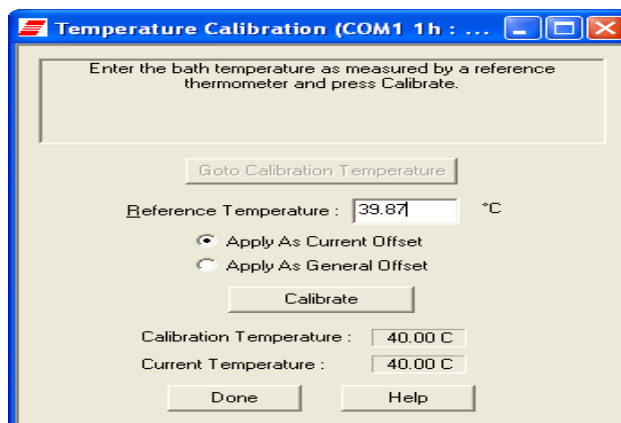 Temperature Calibration (COM1 1h : ...
Enter the bath temperature as measured by a reference
thermometer and press Calibrate.
Goto Calibration Temperature
Reference Temperature : 39.87 °C
Apply As Current Offset
Apply As General Offset
Calibrate
Calibration Temperature : 40.00 C
Current Temperature : 40.00 C
Done Help